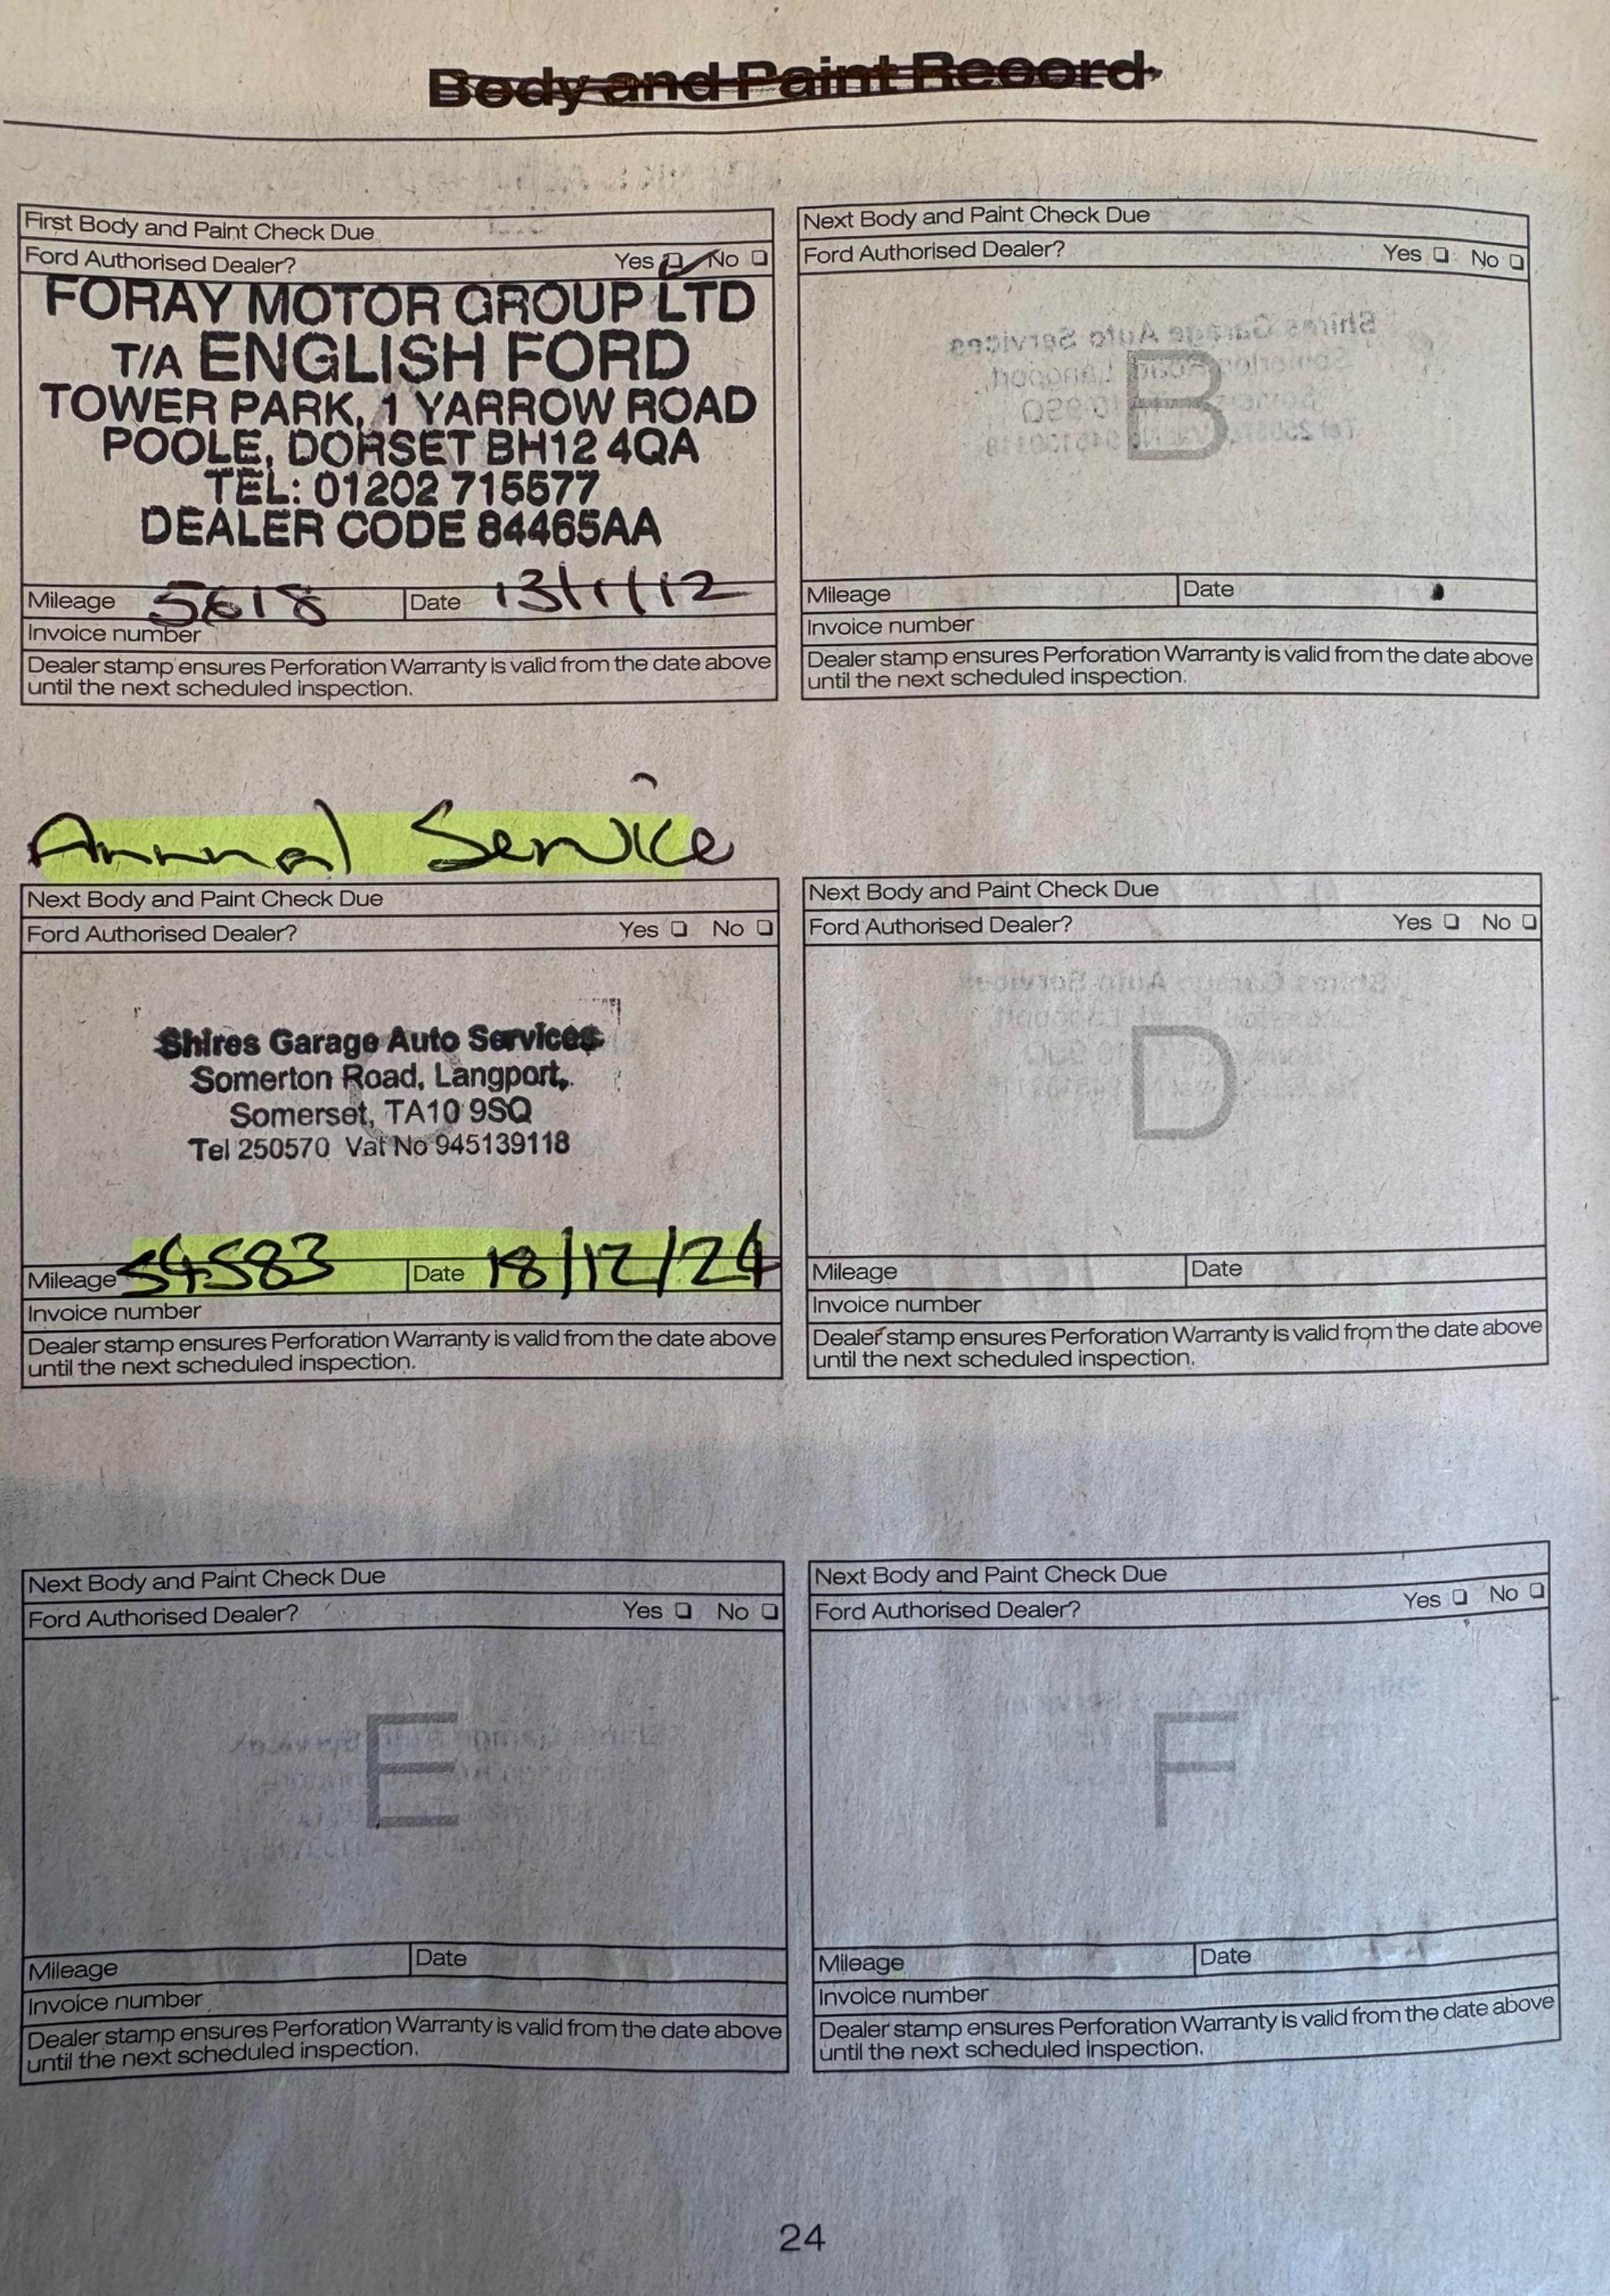 Body and Paint Record
First Body and Paint Check Due
Ford Authorised Dealer? Yes No
FORAY MOTOR GROUP LTD
T/A ENGLISH FORD
TOWER PARK, 1 YARROW ROAD
POOLE, DORSET BH12 4QA
TEL: 01202 715577
DEALER CODE 84465AA
Mileage 5618 Date 13/1/12
Invoice number
Dealer stamp ensures Perforation Warranty is valid from the date above
until the next scheduled inspection.
Next Body and Paint Check Due
Ford Authorised Dealer? Yes No
B
Mileage Date
Invoice number
Dealer stamp ensures Perforation Warranty is valid from the date above
until the next scheduled inspection.
Annual Service
Next Body and Paint Check Due
Ford Authorised Dealer? Yes No
Shires Garage Auto Services
Somerton Road, Langport,
Somerset, TA10 9SQ
Tel 250570 Vat No 945139118
Mileage 54583 Date 18/12/24
Invoice number
Dealer stamp ensures Perforation Warranty is valid from the date above
until the next scheduled inspection.
Next Body and Paint Check Due
Ford Authorised Dealer? Yes No
D
Mileage Date
Invoice number
Dealer stamp ensures Perforation Warranty is valid from the date above
until the next scheduled inspection.
Next Body and Paint Check Due
Ford Authorised Dealer? Yes No
E
Mileage Date
Invoice number
Dealer stamp ensures Perforation Warranty is valid from the date above
until the next scheduled inspection.
Next Body and Paint Check Due
Ford Authorised Dealer? Yes No
F
Mileage Date
Invoice number
Dealer stamp ensures Perforation Warranty is valid from the date above
until the next scheduled inspection.
24